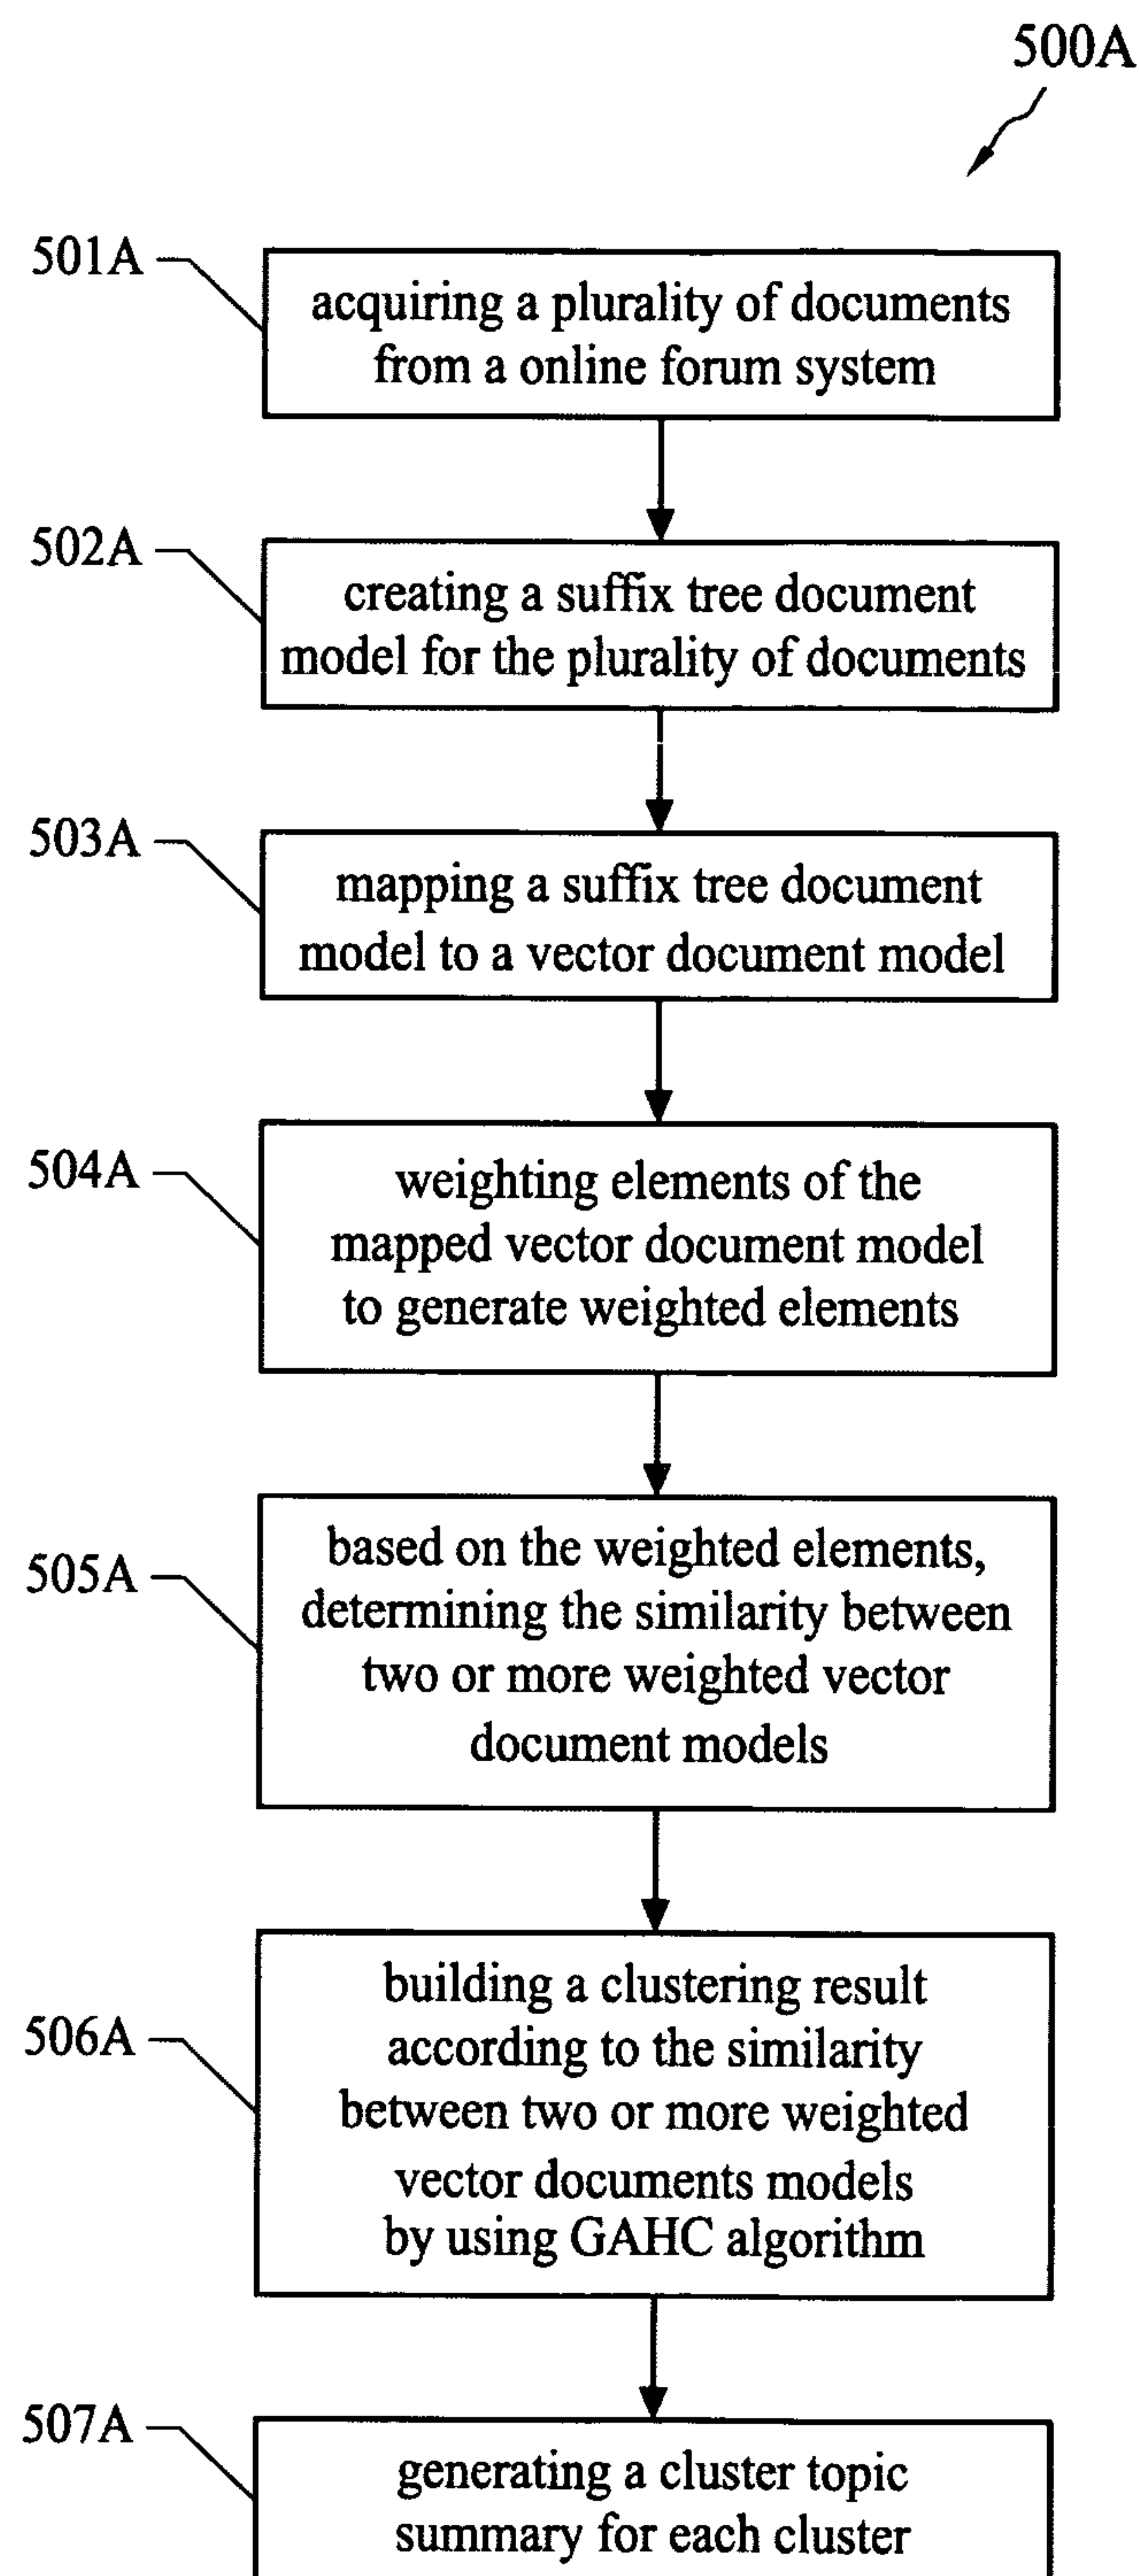 500A
501A
acquiring a plurality of documents
from a online forum system
502A
creating a suffix tree document
model for the plurality of documents
503A
mapping a suffix tree document
model to a vector document model
504A
weighting elements of the
mapped vector document model
to generate weighted elements
505A
based on the weighted elements,
determining the similarity between
two or more weighted vector
document models
506A
building a clustering result
according to the similarity
between two or more weighted
vector documents models
by using GAHC algorithm
507A
generating a cluster topic
summary for each cluster